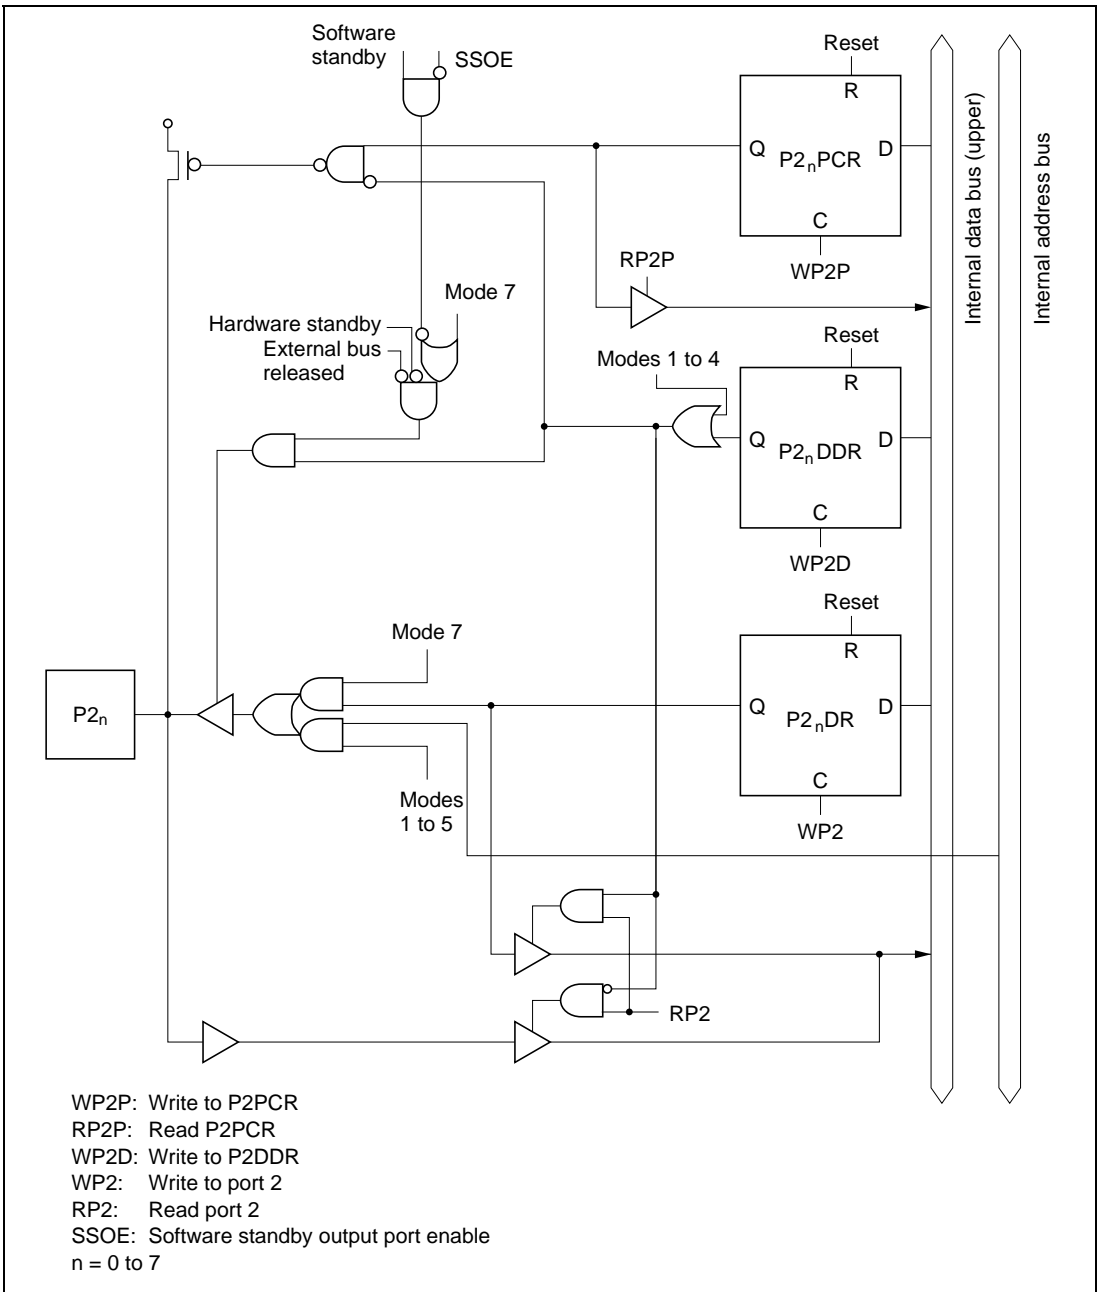 Software
standby
SSOE
Reset
R
Q
P2nPCR
D
C
WP2P
Internal data bus (upper)
Internal address bus
RP2P
Mode 7
Hardware standby
External bus
released
Modes 1 to 4
Reset
R
Q
P2nDDR
D
C
WP2D
Reset
Mode 7
R
P2n
Q
P2nDR
D
C
WP2
Modes
1 to 5
RP2
WP2P: Write to P2PCR
RP2P: Read P2PCR
WP2D: Write to P2DDR
WP2: Write to port 2
RP2: Read port 2
SSOE: Software standby output port enable
n = 0 to 7